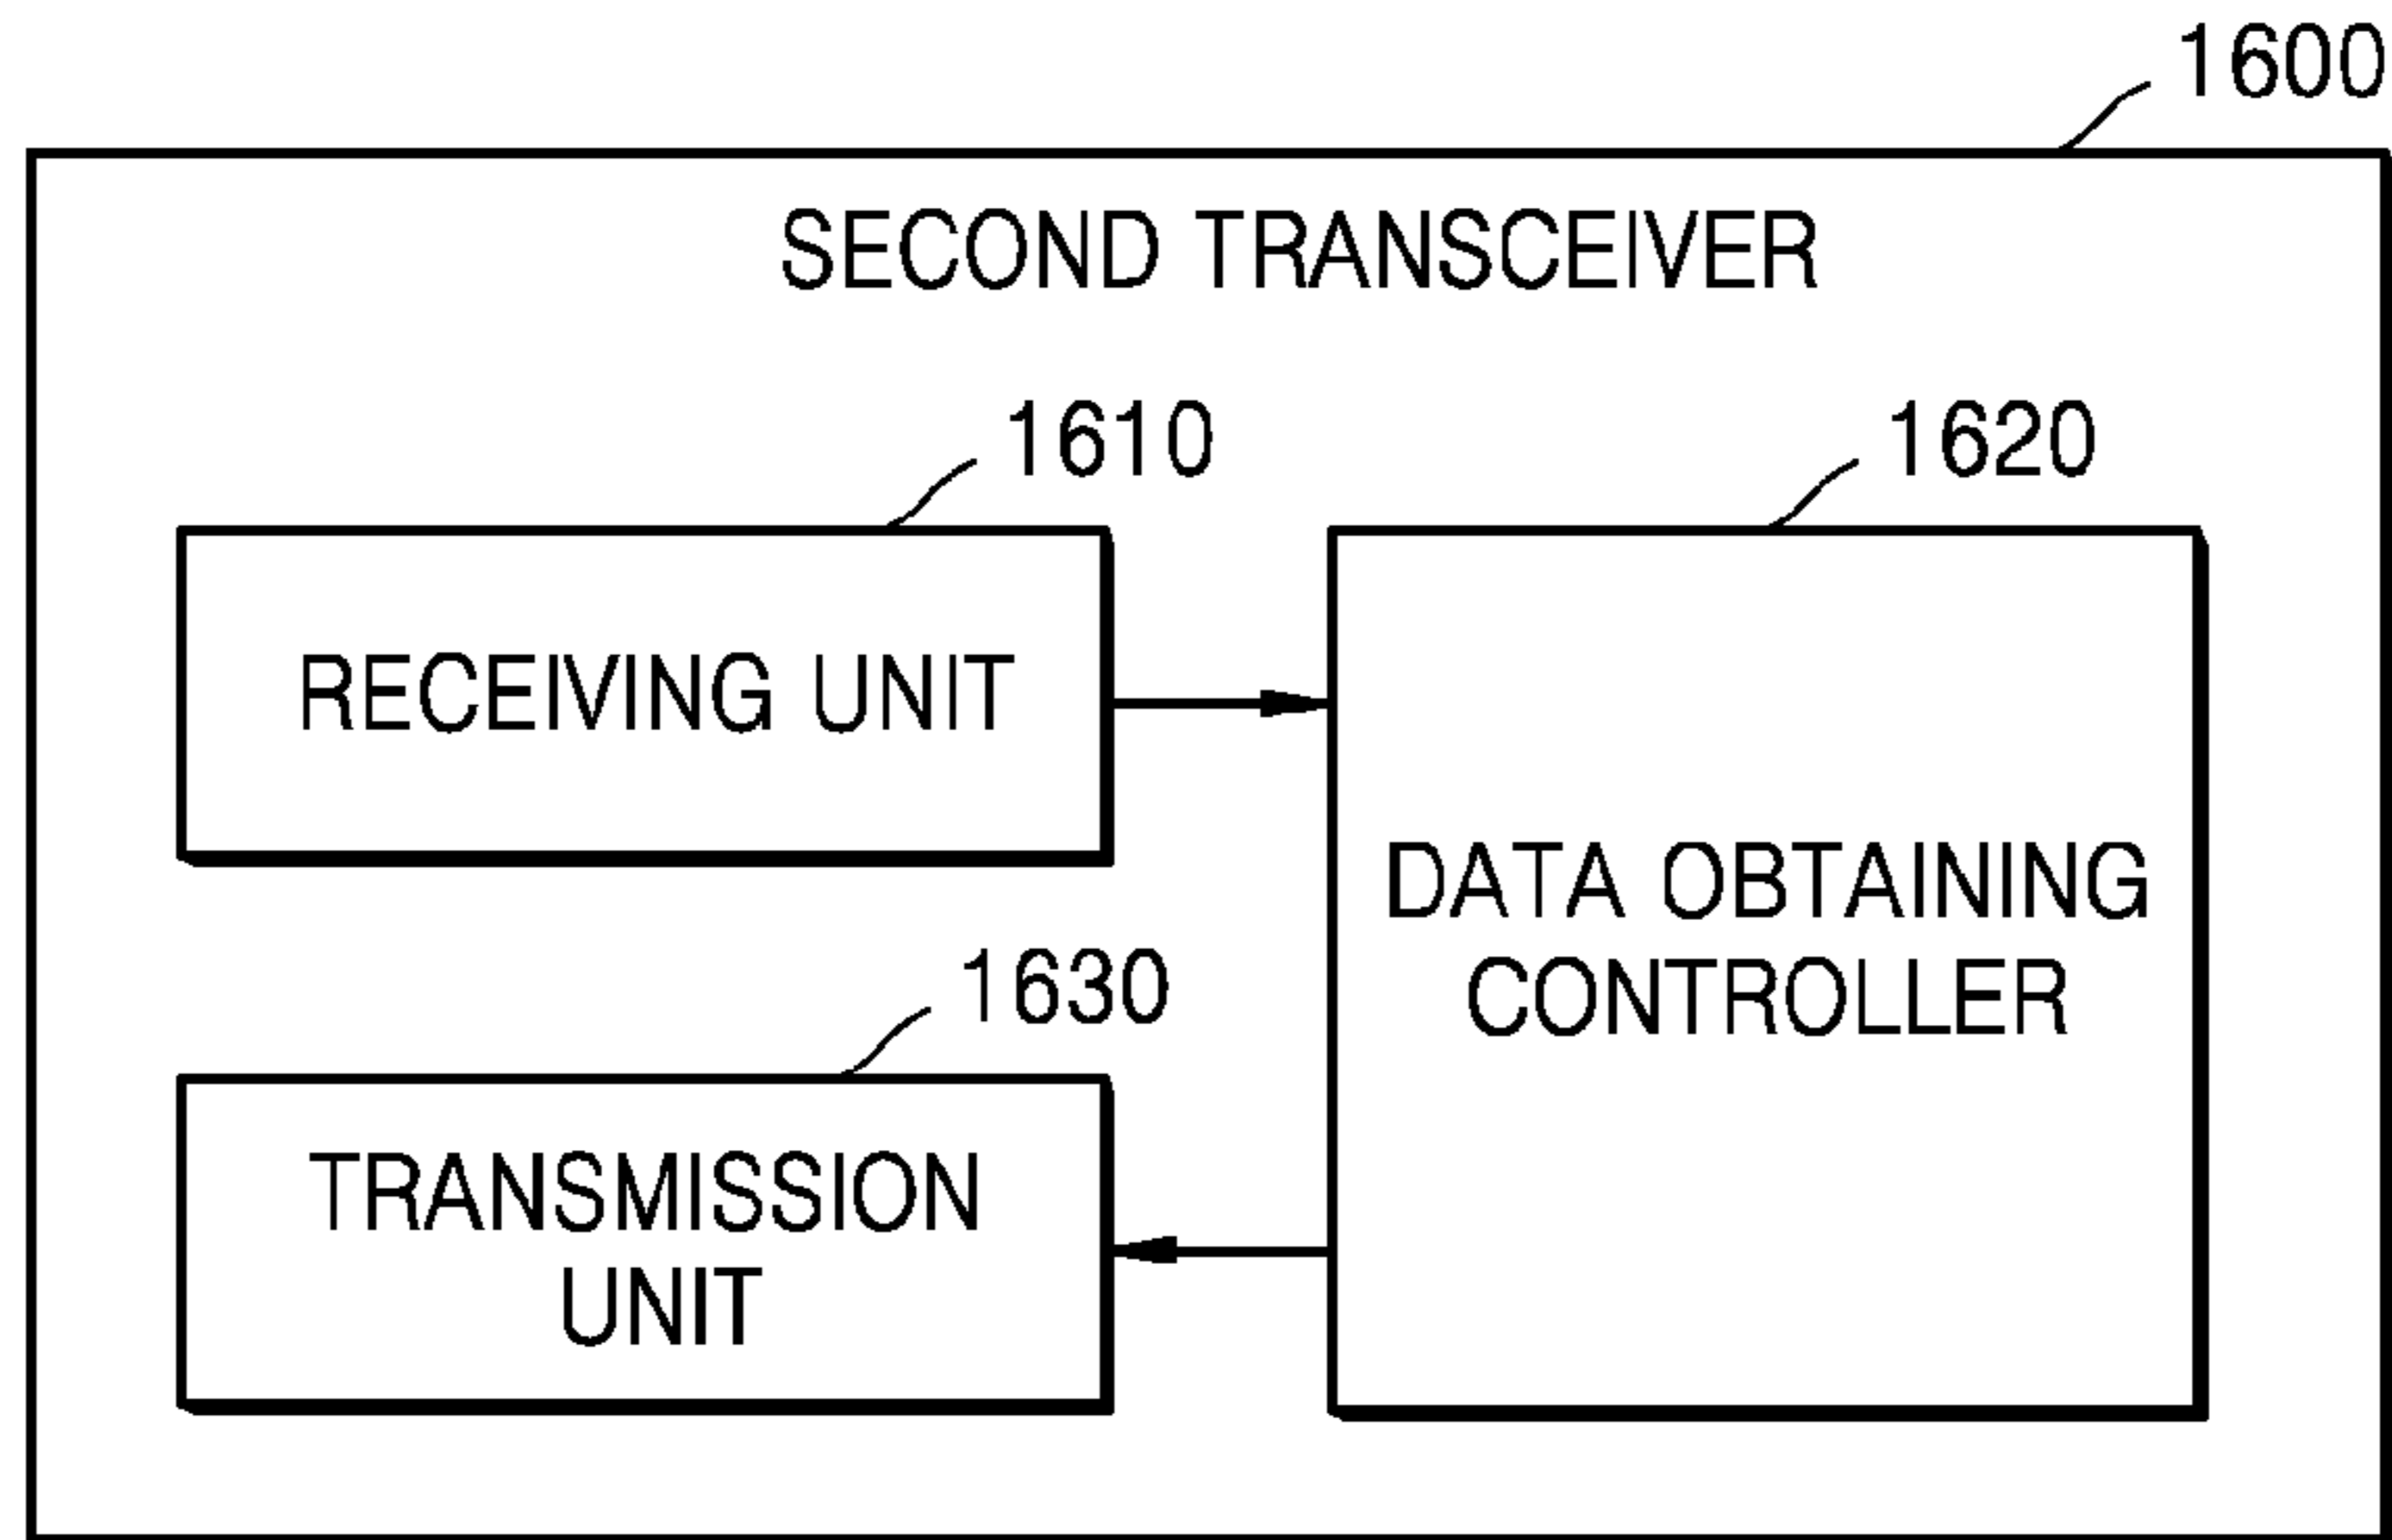 1600
SECOND TRANSCEIVER
1610
1620
RECEIVING UNIT
DATA OBTAINING
CONTROLLER
1630
TRANSMISSION
UNIT